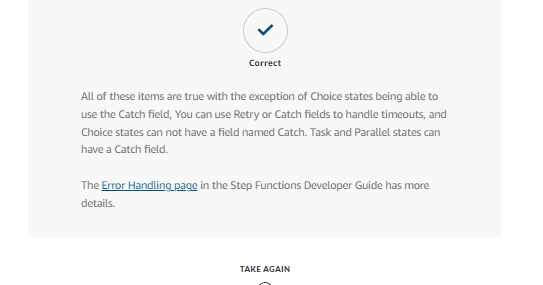 Correct
All of these items are true with the exception of Choice states being able to
use the Catch field, You can use Retry or Catch fields to handle timeouts, and
Choice states can not have a field named Catch. Task and Parallel states can
have a Catch field.
The Error Handling page in the Step Functions Developer Guide has more
details.
TAKE AGAIN